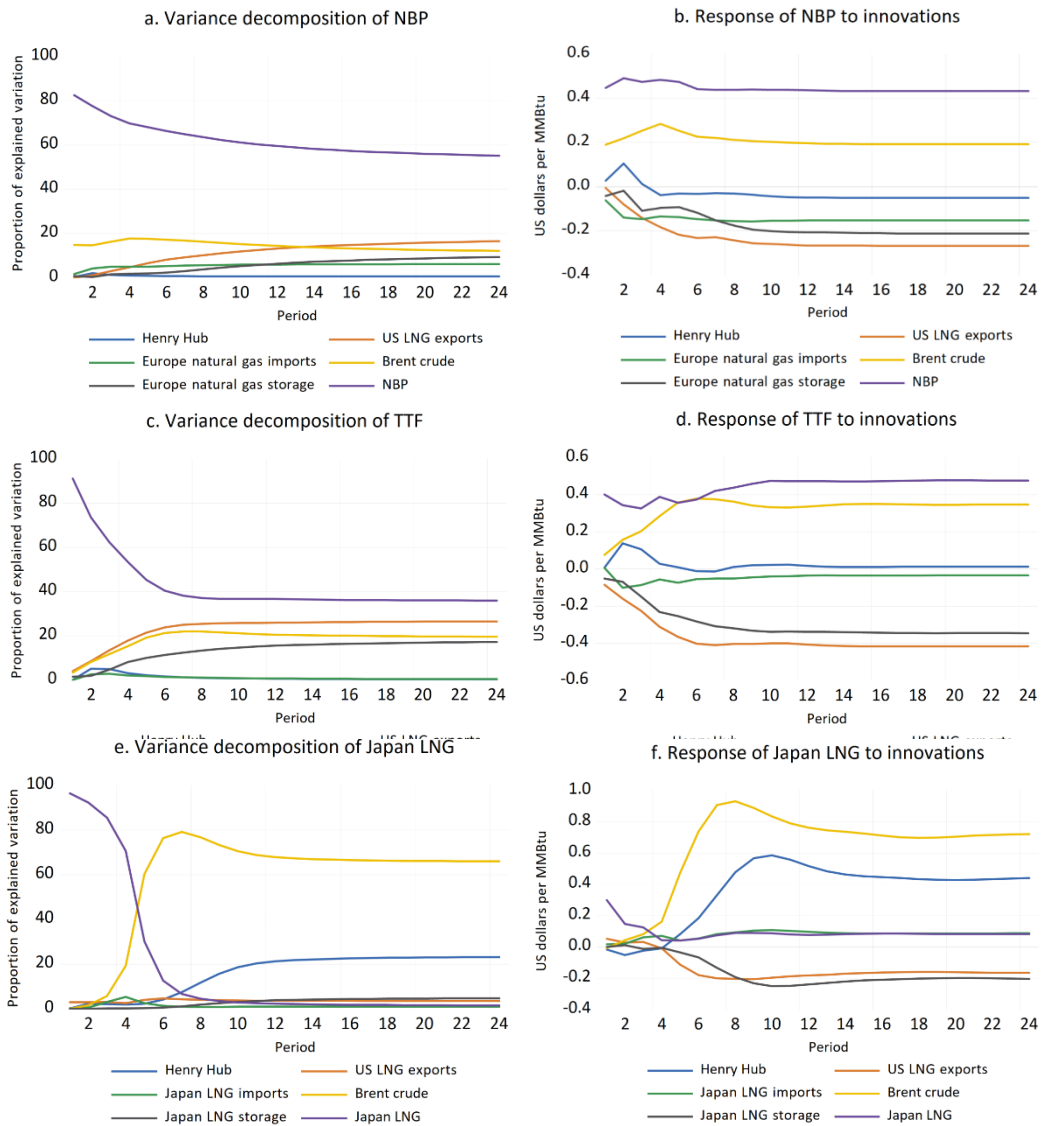 a. Variance decomposition of NBP
Proportion of explained variation
100
80
60
40
20
0
2 4 6 8 10 12 14 16 18 20 22 24
Period
Henry Hub
US LNG exports
Europe natural gas imports
Brent crude
Europe natural gas storage
NBP
b. Response of NBP to innovations
US dollars per MMBtu
0.6
0.4
0.2
0.0
-0.2
-0.4
2 4 6 8 10 12 14 16 18 20 22 24
Period
Henry Hub
US LNG exports
Europe natural gas imports
Brent crude
Europe natural gas storage
NBP
c. Variance decomposition of TTF
Proportion of explained variation
100
80
60
40
20
0
2 4 6 8 10 12 14 16 18 20 22 24
Period
d. Response of TTF to innovations
US dollars per MMBtu
0.6
0.4
0.2
0.0
-0.2
-0.4
-0.6
2 4 6 8 10 12 14 16 18 20 22 24
Period
Henry Hub
US LNG exports
Henry Hub
US LNG exports
e. Variance decomposition of Japan LNG
Proportion of explained variation
100
80
60
40
20
0
2 4 6 8 10 12 14 16 18 20 22 24
Period
Henry Hub
US LNG exports
Japan LNG imports
Brent crude
Japan LNG storage
Japan LNG
f. Response of Japan LNG to innovations
US dollars per MMBtu
1.0
0.8
0.6
0.4
0.2
0.0
-0.2
-0.4
2 4 6 8 10 12 14 16 18 20 22 24
Period
Henry Hub
US LNG exports
Japan LNG imports
Brent crude
Japan LNG storage
Japan LNG